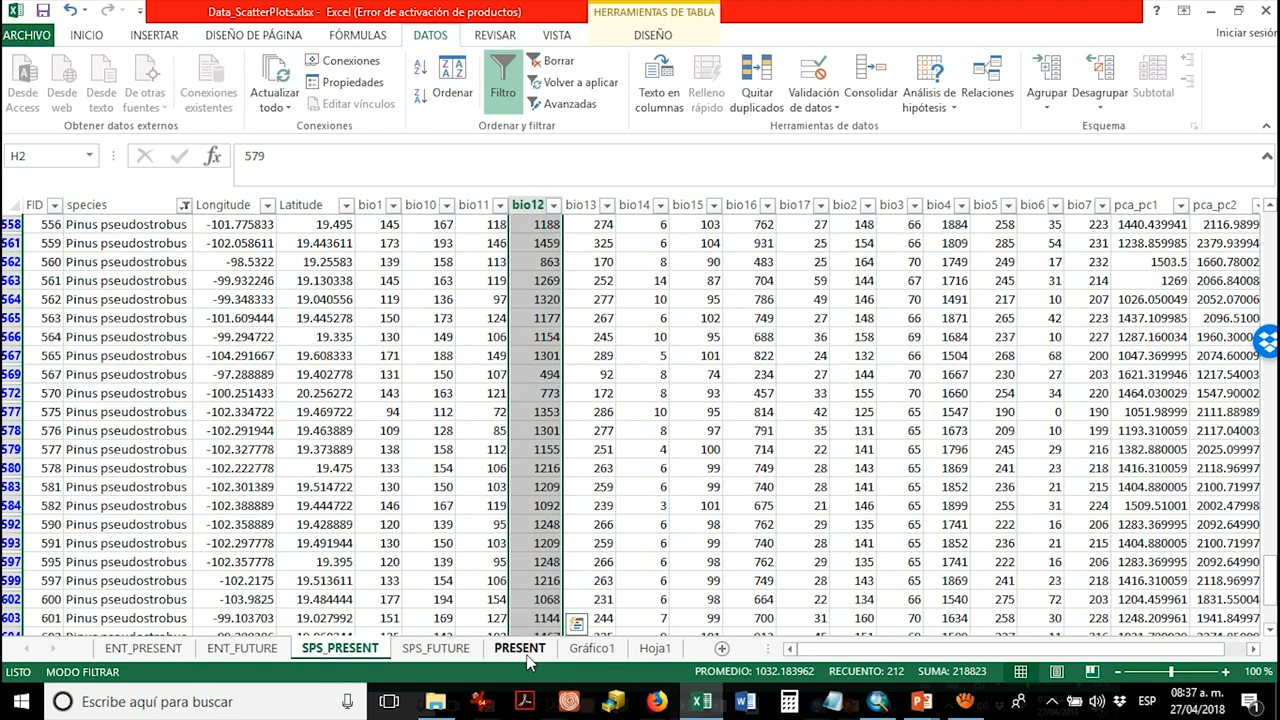 Data_ScatterPlots.xlsx - Excel (Error de activación de productos)
HERRAMIENTAS DE TABLA
ARCHIVO INICIO INSERTAR DISEÑO DE PÁGINA FÓRMULAS DATOS REVISAR VISTA DISEÑO Iniciar sesión
Desde Access
Desde web
Desde texto
De otras fuentes
Conexiones existentes
Obtener datos externos
Actualizar todo
Conexiones
Propiedades
Editar vínculos
Conexiones
Ordenar
Filtro
Borrar
Volver a aplicar
Avanzadas
Ordenar y filtrar
Texto en columnas
Relleno rápido
Quitar duplicados
Validación de datos
Consolidar
Análisis de hipótesis
Relaciones
Herramientas de datos
Agrupar
Desagrupar
Subtotal
Esquema
H2 fx 579
FID species Longitude Latitude bio1 bio10 bio11 bio12 bio13 bio14 bio15 bio16 bio17 bio2 bio3 bio4 bio5 bio6 bio7 pca_pc1 pca_pc2
558 556 Pinus pseudostrobus -101.775833 19.495 145 167 118 1188 274 6 103 762 27 148 66 1884 258 35 223 1440.439941 2116.9899
561 559 Pinus pseudostrobus -102.058611 19.443611 173 193 146 1459 325 6 104 931 25 154 66 1809 285 54 231 1238.859985 2379.93994
562 560 Pinus pseudostrobus -98.5322 19.25583 139 158 113 863 170 8 90 483 25 164 70 1749 249 17 232 1503.5 1660.78002
563 561 Pinus pseudostrobus -99.932246 19.130338 145 163 119 1269 252 14 87 704 59 144 67 1716 245 31 214 1269 2066.84008
564 562 Pinus pseudostrobus -99.348333 19.040556 119 136 97 1320 277 10 95 786 49 146 70 1491 217 10 207 1026.050049 2052.07006
565 563 Pinus pseudostrobus -101.609444 19.445278 150 173 124 1177 267 6 102 749 27 148 66 1871 265 42 223 1437.109985 2096.5100
566 564 Pinus pseudostrobus -99.294722 19.335 130 149 106 1154 245 10 95 688 36 158 69 1684 237 10 227 1287.160034 1960.30000
567 565 Pinus pseudostrobus -104.291667 19.608333 171 188 149 1301 289 5 101 822 24 132 66 1504 268 68 200 1047.369995 2074.60009
569 567 Pinus pseudostrobus -97.288889 19.402778 131 150 107 494 92 8 74 234 27 144 70 1667 230 27 203 1621.319946 1517.54003
572 570 Pinus pseudostrobus -100.251433 20.256272 143 163 121 773 172 8 93 457 33 155 70 1660 254 34 220 1464.030029 1547.90002
577 575 Pinus pseudostrobus -102.334722 19.469722 94 112 72 1353 286 10 95 814 42 125 65 1547 190 0 190 1051.98999 2111.88989
578 576 Pinus pseudostrobus -102.291944 19.463889 109 128 85 1301 277 8 97 791 35 131 65 1673 209 10 199 1193.310059 2117.04003
579 577 Pinus pseudostrobus -102.330278 19.373889 138 158 112 1155 251 4 100 714 22 141 65 1796 245 29 216 1382.880005 2025.09997
580 578 Pinus pseudostrobus -102.222778 19.475 133 154 106 1216 263 6 99 749 28 143 65 1869 241 23 218 1416.310059 2118.96997
583 581 Pinus pseudostrobus -102.301389 19.514722 130 150 103 1209 259 6 99 740 28 141 65 1852 236 21 215 1404.880005 2100.71997
584 582 Pinus pseudostrobus -102.388889 19.444722 146 167 119 1092 239 3 101 675 21 146 65 1899 255 31 224 1509.51001 2002.47998
592 590 Pinus pseudostrobus -102.358889 19.428889 120 139 95 1248 266 6 98 762 29 135 65 1741 222 16 206 1283.369995 2092.64990
593 591 Pinus pseudostrobus -102.297778 19.491944 130 150 103 1209 259 6 99 740 28 141 65 1852 236 21 215 1404.880005 2100.71997
597 595 Pinus pseudostrobus -102.357778 19.395 120 139 95 1248 266 6 98 762 29 135 65 1741 222 16 206 1283.369995 2092.64990
599 597 Pinus pseudostrobus -102.2175 19.513611 133 154 106 1216 263 6 99 749 28 143 65 1869 241 23 218 1416.310059 2118.96997
602 600 Pinus pseudostrobus -103.9825 19.484444 177 194 154 1068 231 6 98 664 22 134 66 1540 275 72 203 1204.459961 1831.55004
603 601 Pinus pseudostrobus -99.103703 19.027992 151 169 127 1144 244 7 99 700 31 160 70 1634 258 30 228 1248.109985 1941.84997
ENT_PRESENT ENT_FUTURE SPS_PRESENT SPS_FUTURE PRESENT Gráfico1 Hoja1
LISTO MODO FILTRAR PROMEDIO: 1032.183962 RECUENTO: 212 SUMA: 218823 100 %
Escribe aquí para buscar ESP 08:37 a. m.
27/04/2018